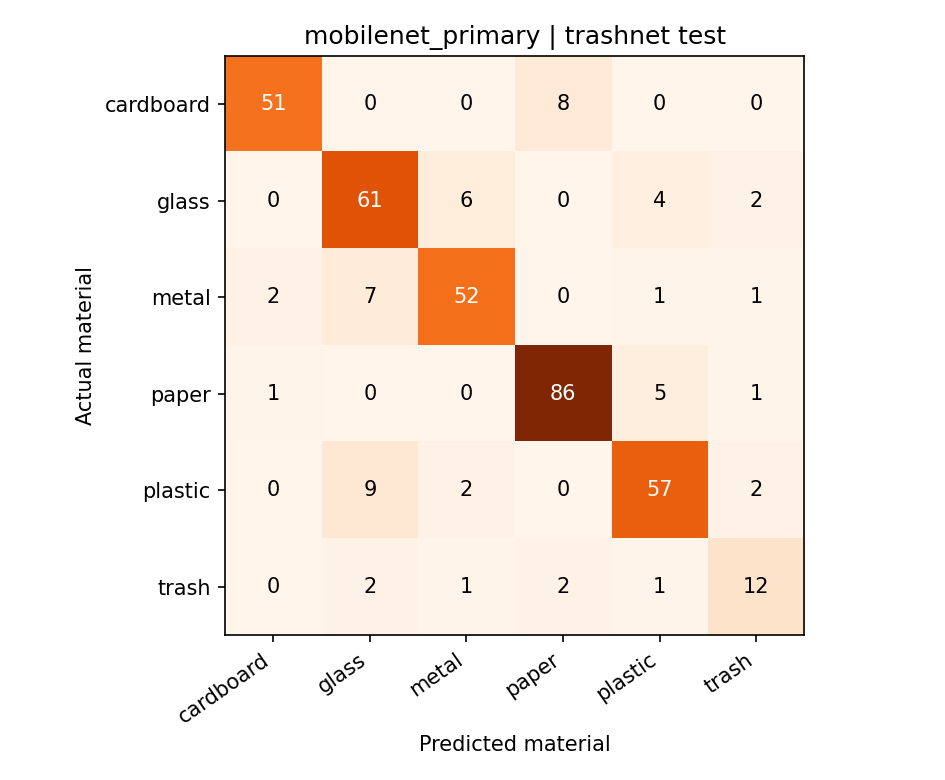 mobilenet_primary | trashnet test
cardboard 51 0 0 8 0 0
glass 0 61 6 0 4 2
metal 2 7 52 0 1 1
paper 1 0 0 86 5 1
plastic 0 9 2 0 57 2
trash 0 2 1 2 1 12
Actual material
cardboard glass metal paper plastic trash
Predicted material